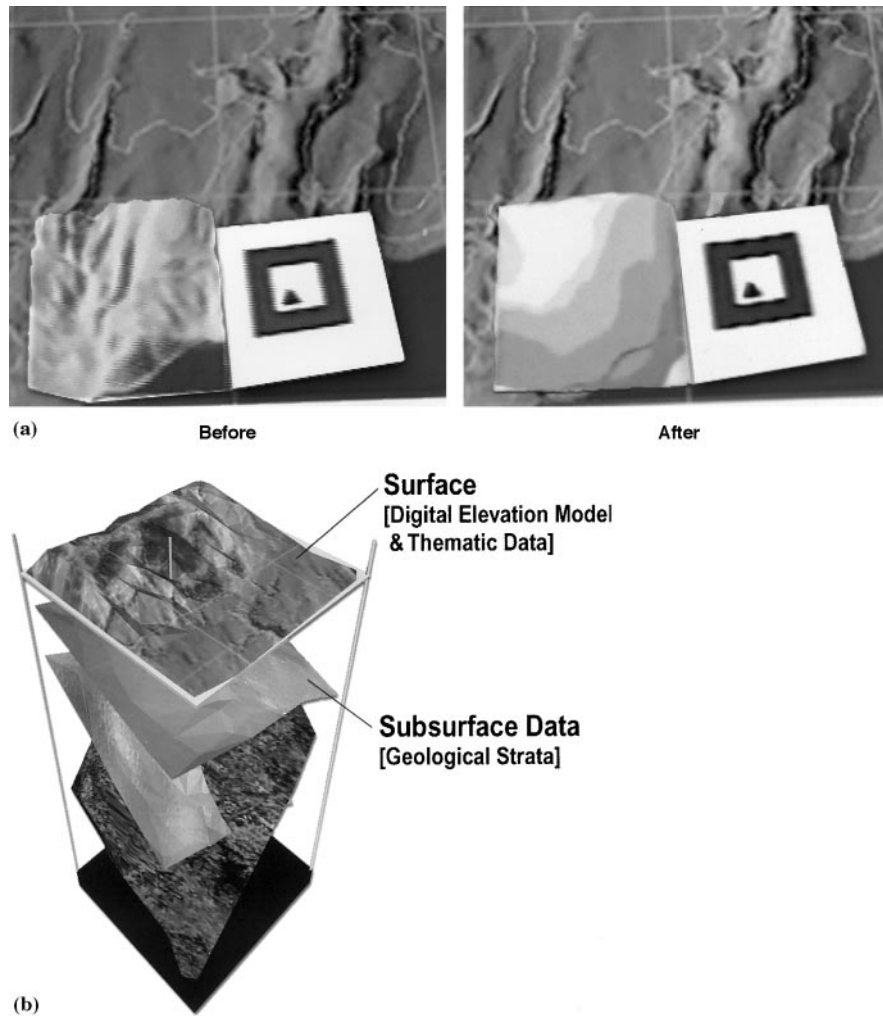 (a)
Before
After
Surface
[Digital Elevation Model
& Thematic Data]
Subsurface Data
[Geological Strata]
(b)